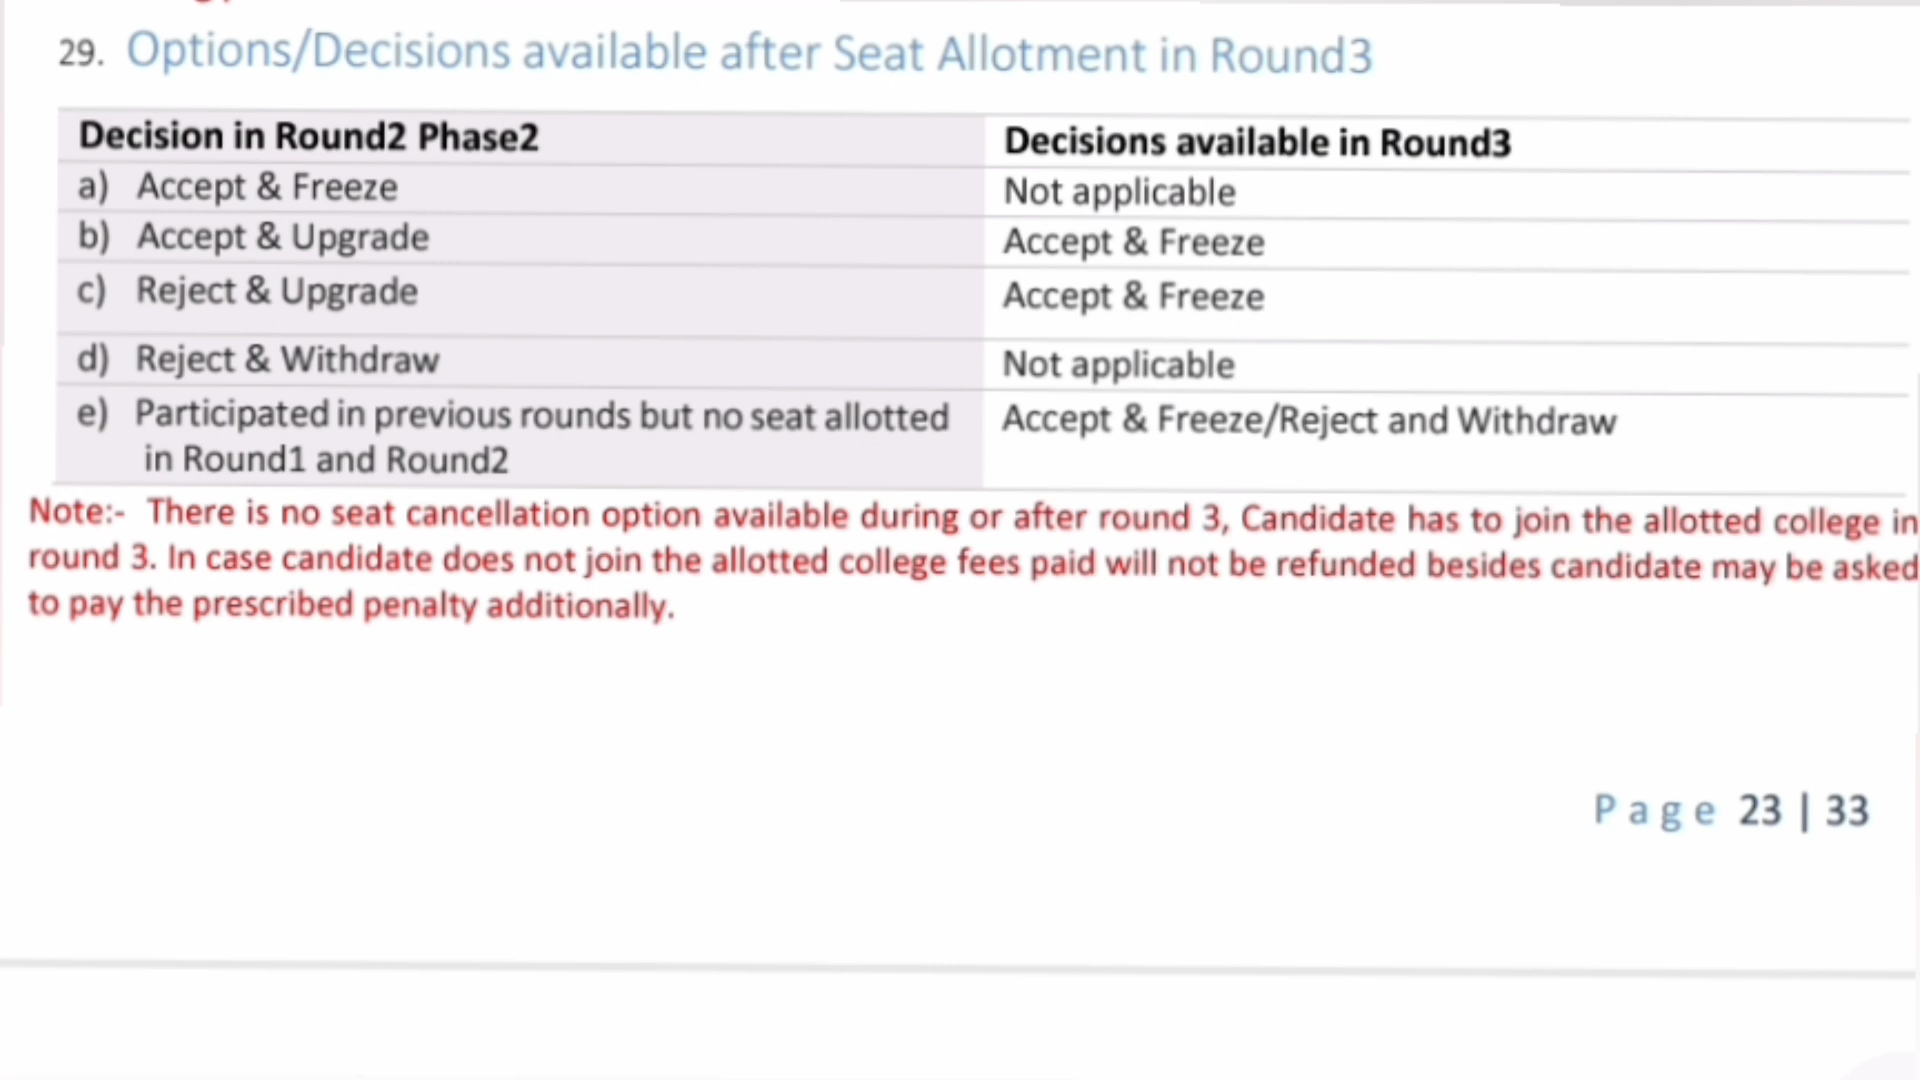 29. Options/Decisions available after Seat Allotment in Round3
Decision in Round2 Phase2 Decisions available in Round3
a) Accept & Freeze Not applicable
b) Accept & Upgrade Accept & Freeze
c) Reject & Upgrade Accept & Freeze
d) Reject & Withdraw Not applicable
e) Participated in previous rounds but no seat allotted Accept & Freeze/Reject and Withdraw
in Round1 and Round2
Note:- There is no seat cancellation option available during or after round 3, Candidate has to join the allotted college in
round 3. In case candidate does not join the allotted college fees paid will not be refunded besides candidate may be asked
to pay the prescribed penalty additionally.
Page 23 | 33